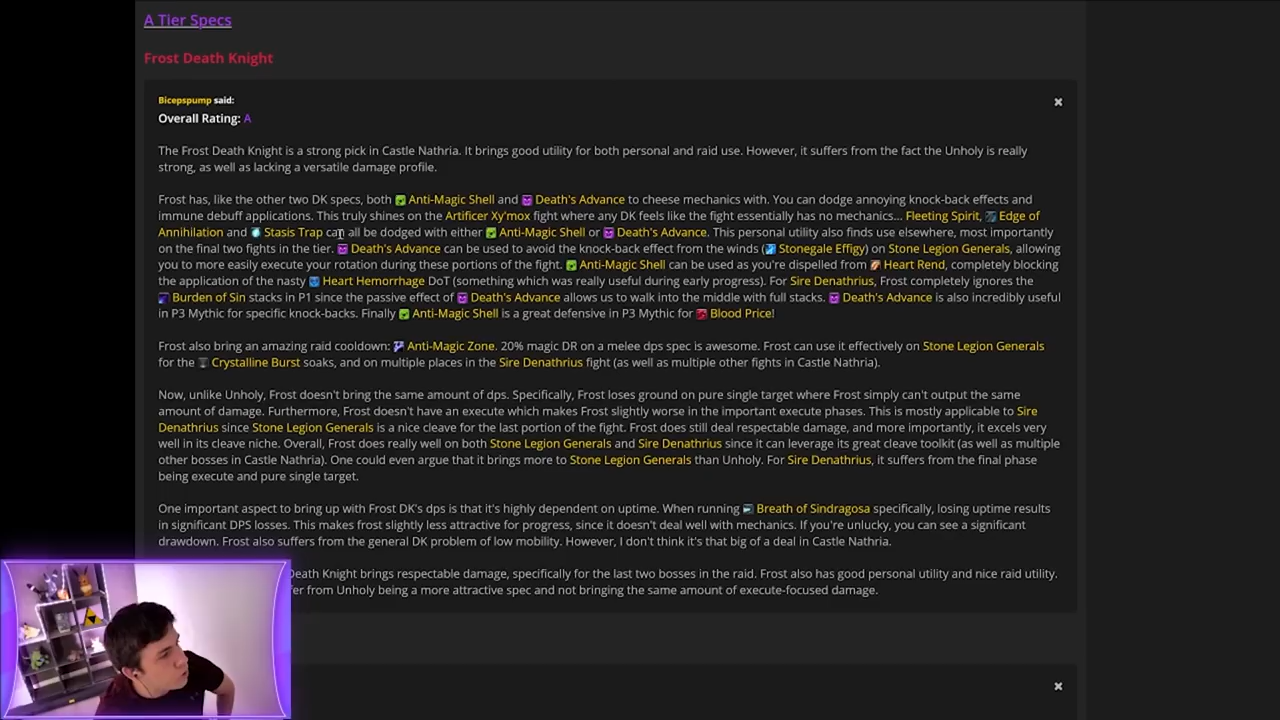 A Tier Specs
Frost Death Knight
Bicepspump said:
Overall Rating: A
The Frost Death Knight is a strong pick in Castle Nathria. It brings good utility for both personal and raid use. However, it suffers from the fact the Unholy is really
strong, as well as lacking a versatile damage profile.
Frost has, like the other two DK specs, both Anti-Magic Shell and Death's Advance to cheese mechanics with. You can dodge annoying knock-back effects and
immune debuff applications. This truly shines on the Artificer Xy'mox fight where any DK feels like the fight essentially has no mechanics... Fleeting Spirit, Edge of
Annihilation and Stasis Trap can all be dodged with either Anti-Magic Shell or Death's Advance. This personal utility also finds use elsewhere, most importantly
on the final two fights in the tier. Death's Advance can be used to avoid the knock-back effect from the winds (Stonegale Effigy) on Stone Legion Generals, allowing
you to more easily execute your rotation during these portions of the fight. Anti-Magic Shell can be used as you're dispelled from Heart Rend, completely blocking
the application of the nasty Heart Hemorrhage DoT (something which was really useful during early progress). For Sire Denathrius, Frost completely ignores the
Burden of Sin stacks in P1 since the passive effect of Death's Advance allows us to walk into the middle with full stacks. Death's Advance is also incredibly useful
in P3 Mythic for specific knock-backs. Finally Anti-Magic Shell is a great defensive in P3 Mythic for Blood Price!
Frost also bring an amazing raid cooldown: Anti-Magic Zone. 20% magic DR on a melee dps spec is awesome. Frost can use it effectively on Stone Legion Generals
for the Crystalline Burst soaks, and on multiple places in the Sire Denathrius fight (as well as multiple other fights in Castle Nathria).
Now, unlike Unholy, Frost doesn't bring the same amount of dps. Specifically, Frost loses ground on pure single target where Frost simply can't output the same
amount of damage. Furthermore, Frost doesn't have an execute which makes Frost slightly worse in the important execute phases. This is mostly applicable to Sire
Denathrius since Stone Legion Generals is a nice cleave for the last portion of the fight. Frost does still deal respectable damage, and more importantly, it excels very
well in its cleave niche. Overall, Frost does really well on both Stone Legion Generals and Sire Denathrius since it can leverage its great cleave toolkit (as well as multiple
other bosses in Castle Nathria). One could even argue that it brings more to Stone Legion Generals than Unholy. For Sire Denathrius, it suffers from the final phase
being execute and pure single target.
One important aspect to bring up with Frost DK's dps is that it's highly dependent on uptime. When running Breath of Sindragosa specifically, losing uptime results
in significant DPS losses. This makes frost slightly less attractive for progress, since it doesn't deal well with mechanics. If you're unlucky, you can see a significant
drawdown. Frost also suffers from the general DK problem of low mobility. However, I don't think it's that big of a deal in Castle Nathria.
Death Knight brings respectable damage, specifically for the last two bosses in the raid. Frost also has good personal utility and nice raid utility.
from Unholy being a more attractive spec and not bringing the same amount of execute-focused damage.